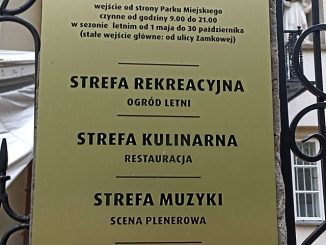 wejście od strony Parku Miejskiego
czynne od godziny 9.00 do 21.00
w sezonie letnim od 1 maja do 30 października
(stałe wejście główne: od ulicy Zamkowej)
STREFA REKREACYJNA
OGRÓD LETNI
STREFA KULINARNA
RESTAURACJA
STREFA MUZYKI
SCENA PLENEROWA